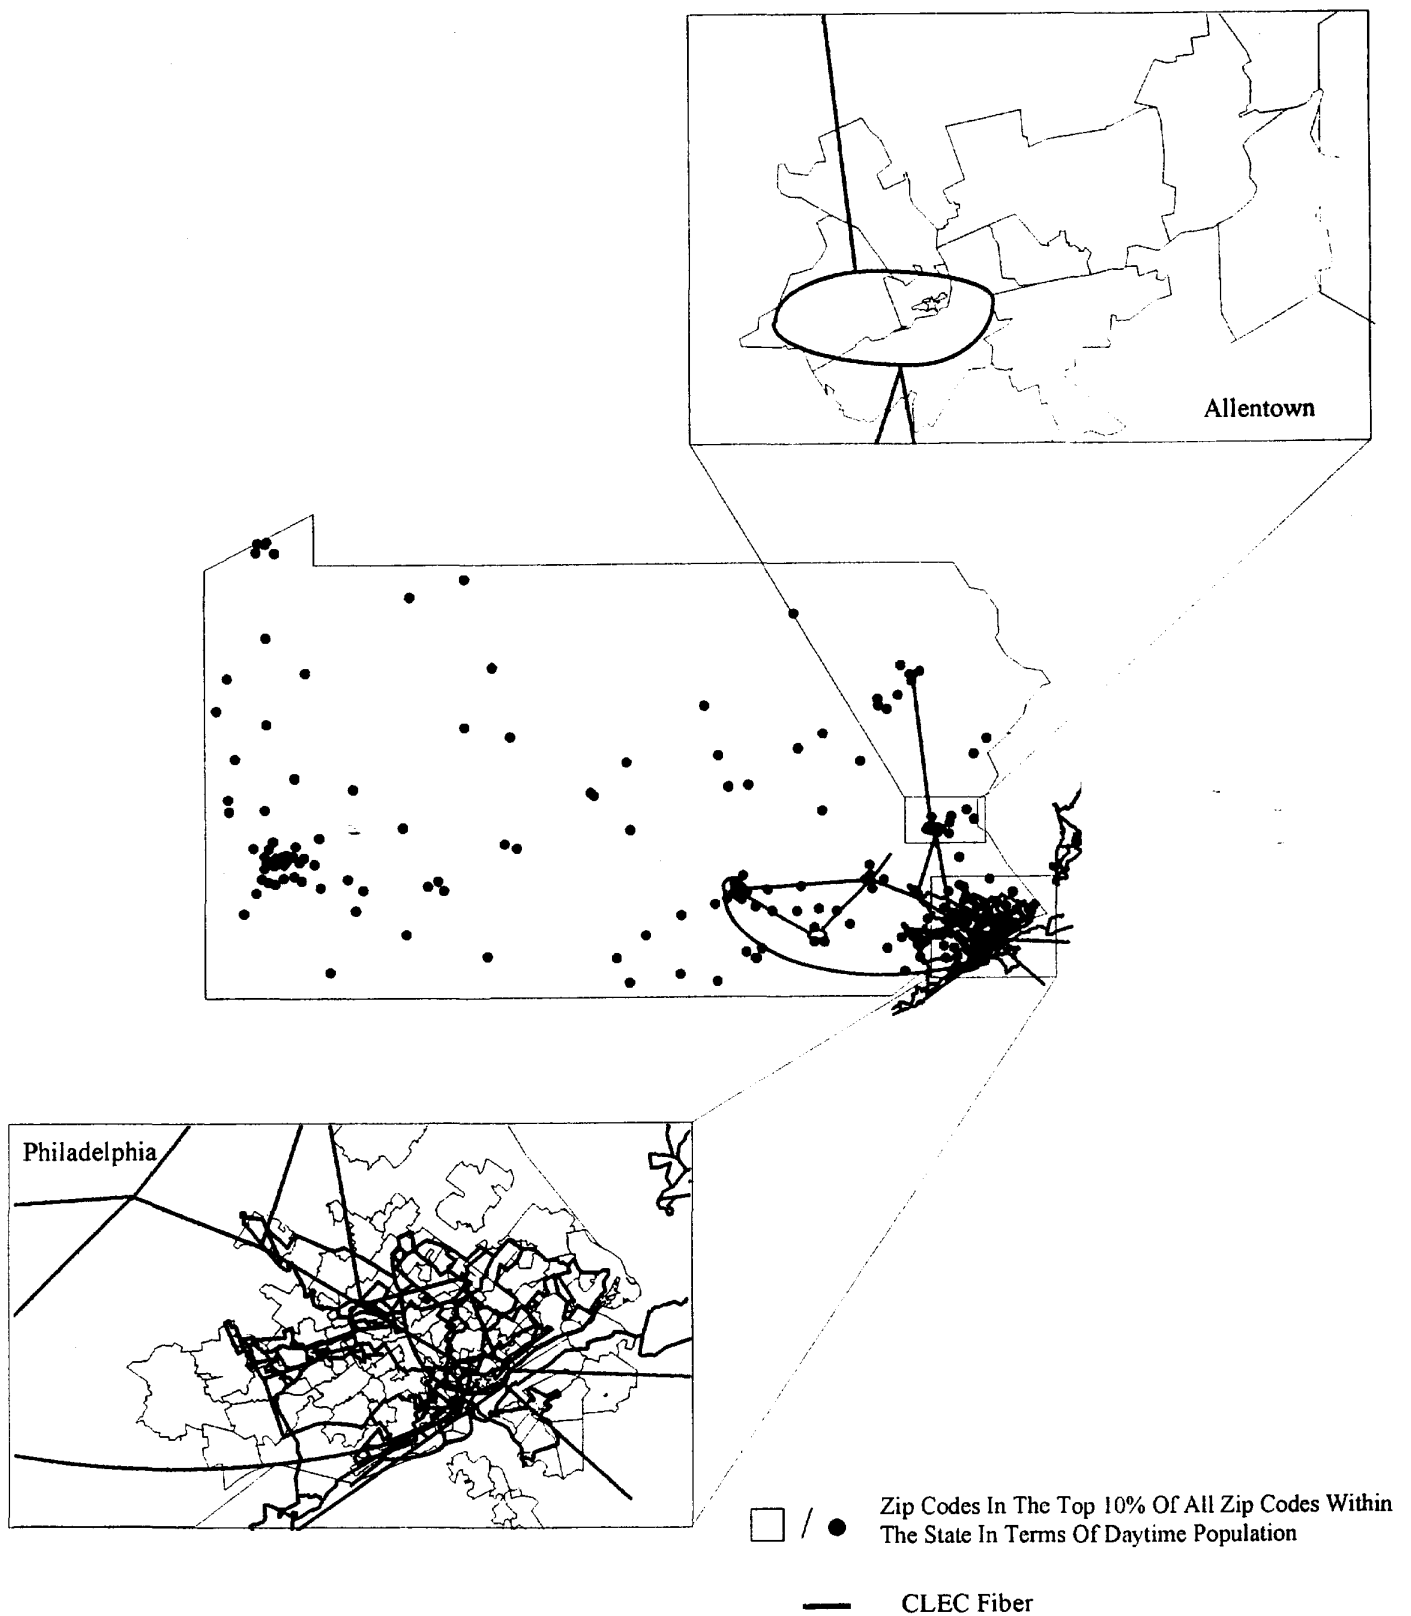 Allentown
Philadelphia
/
Zip Codes In The Top 10% Of All Zip Codes Within
The State In Terms Of Daytime Population
CLEC Fiber